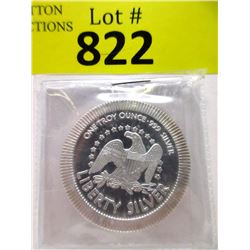 TTON
CTIONS
Lot #
822
ONE TROY OUNCE · 999 SILVER
LIBERTY SILVER